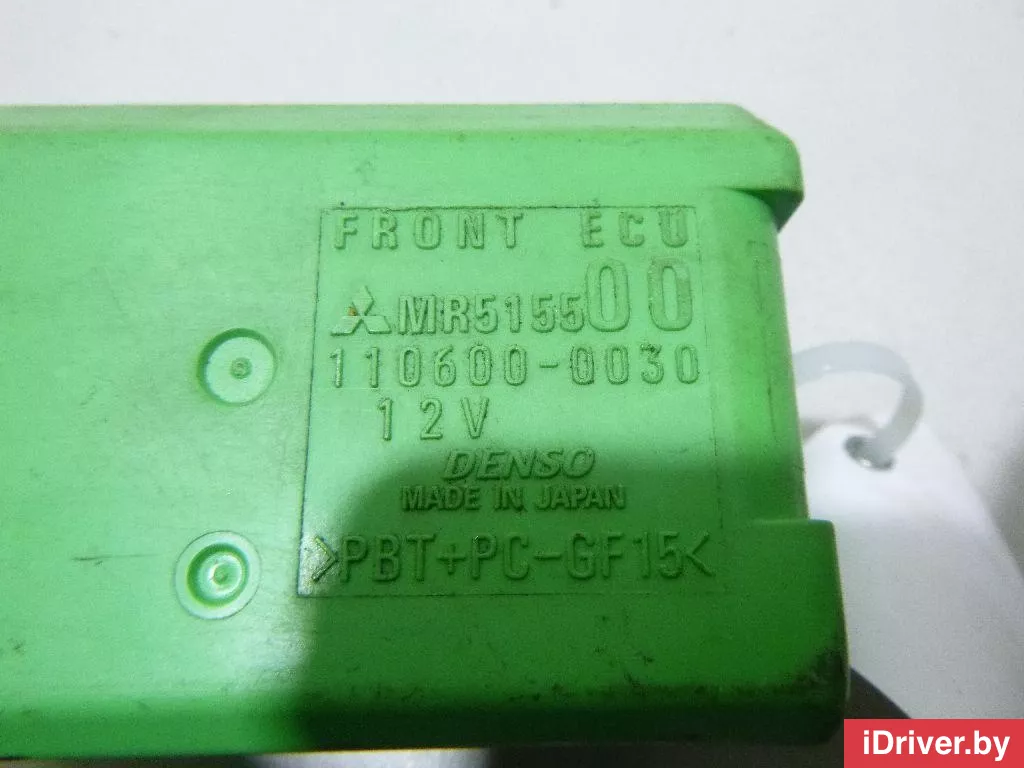 FRONT ECU
MR515500
110600-0030
12V
DENSO
MADE IN JAPAN
>PBT+PC-GF15<
iDriver.by